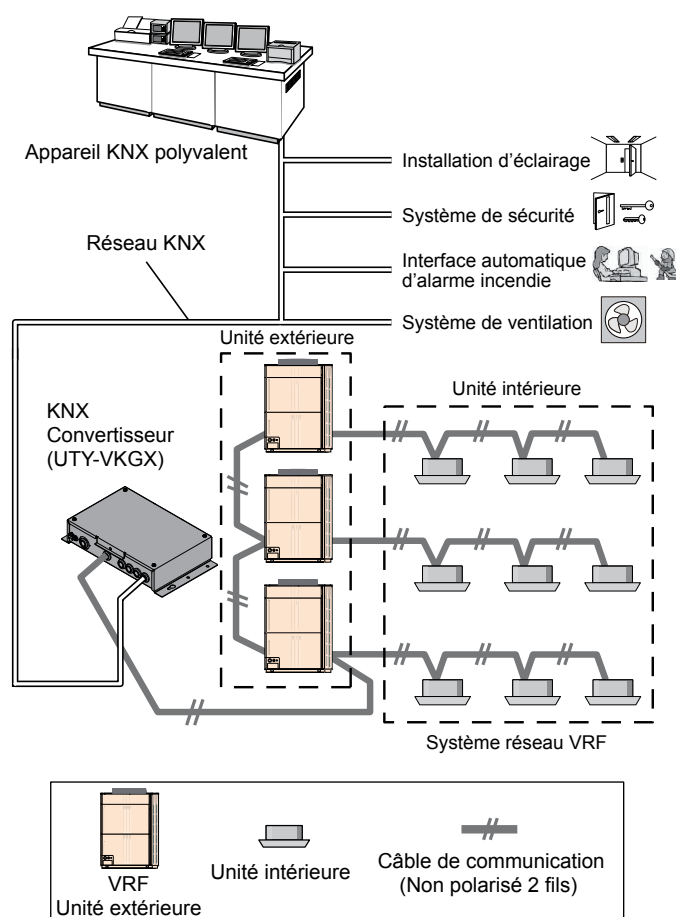 Appareil KNX polyvalent
Installation d'éclairage
Système de sécurité
Réseau KNX
Interface automatique
d'alarme incendie
Système de ventilation
Unité extérieure
Unité intérieure
KNX
Convertisseur
(UTY-VKGX)
Système réseau VRF
VRF
Unité extérieure
Unité intérieure
Câble de communication
(Non polarisé 2 fils)